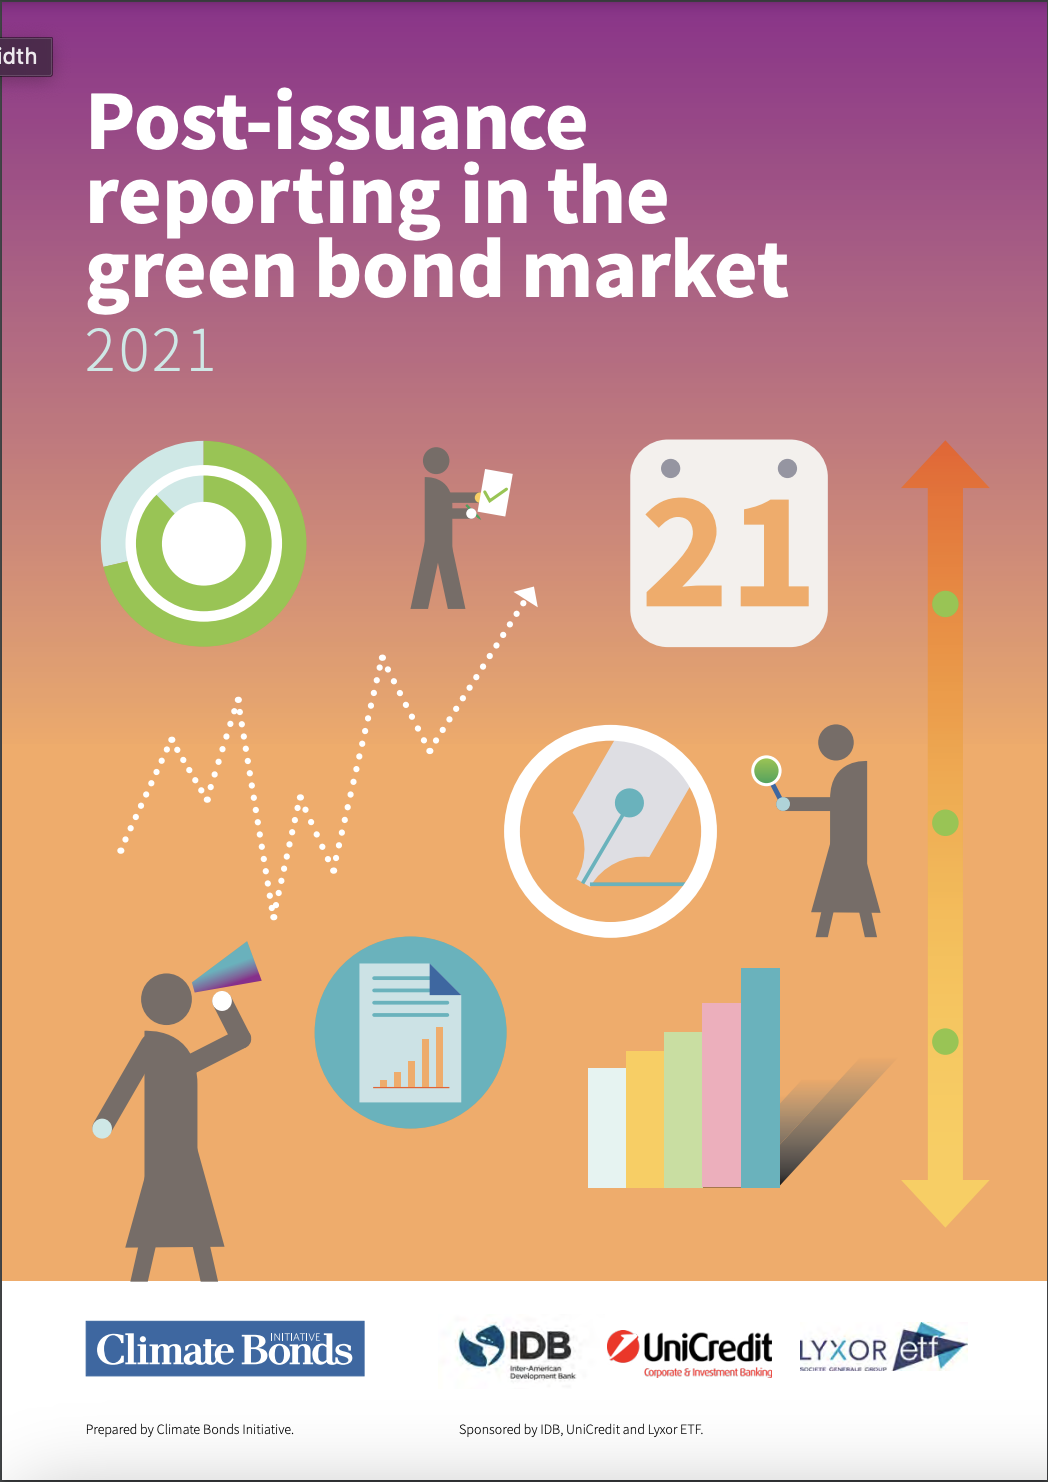 idth
Post-issuance
reporting in the
green bond market
2021
21
INITIATIVE
Climate Bonds
IDB
Inter-American
Development Bank
UniCredit
Corporate & Investment Banking
LYXOR etf
SOCIETE GENERALE GROUP
Prepared by Climate Bonds Initiative.
Sponsored by IDB, UniCredit and Lyxor ETF.